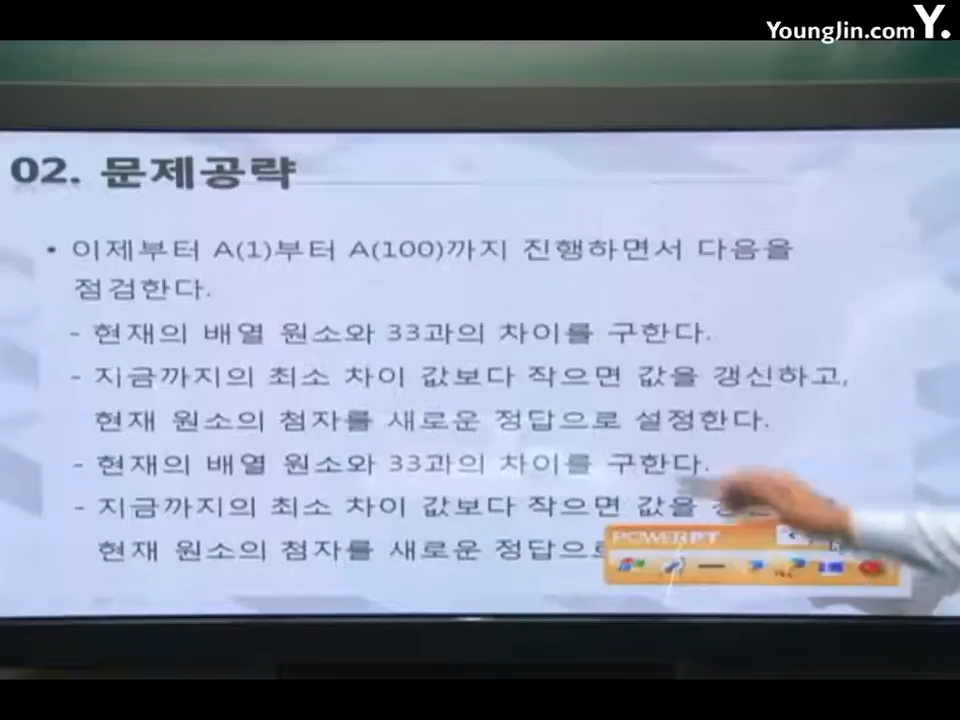 YoungJin.com Y.
02. 문제공략
• 이제부터 A(1)부터 A(100)까지 진행하면서 다음을
점검한다.
- 현재의 배열 원소와 33과의 차이를 구한다.
- 지금까지의 최소 차이 값보다 작으면 값을 갱신하고,
현재 원소의 첨자를 새로운 정답으로 설정한다.
- 현재의 배열 원소와 33과의 차이를 구한다.
- 지금까지의 최소 차이 값보다 작으면 값을
현재 원소의 첨자를 새로운
POWERPT